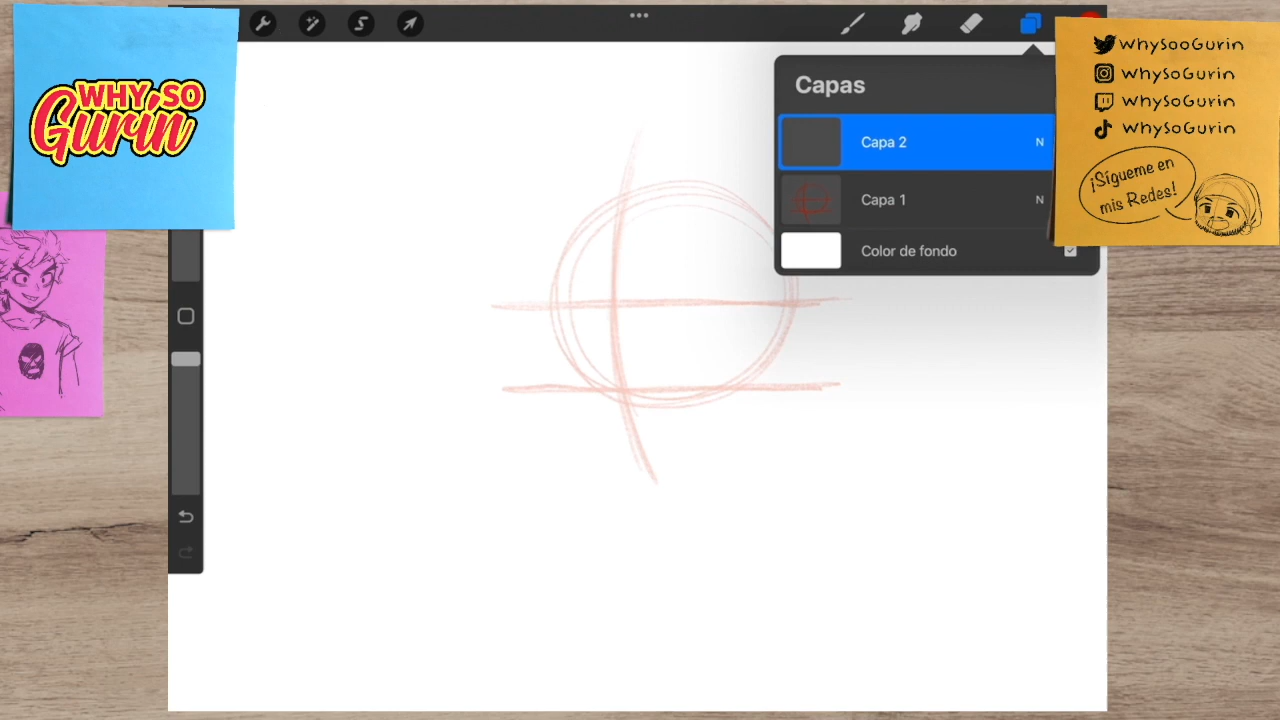 WHY, SO
Gurin
Capas
Capa 2
N
Capa 1
N
Color de fondo
WhySooGurin
WhySoGurin
WhySoGurin
WhySoGurin
¡Sígueme en
mis Redes!